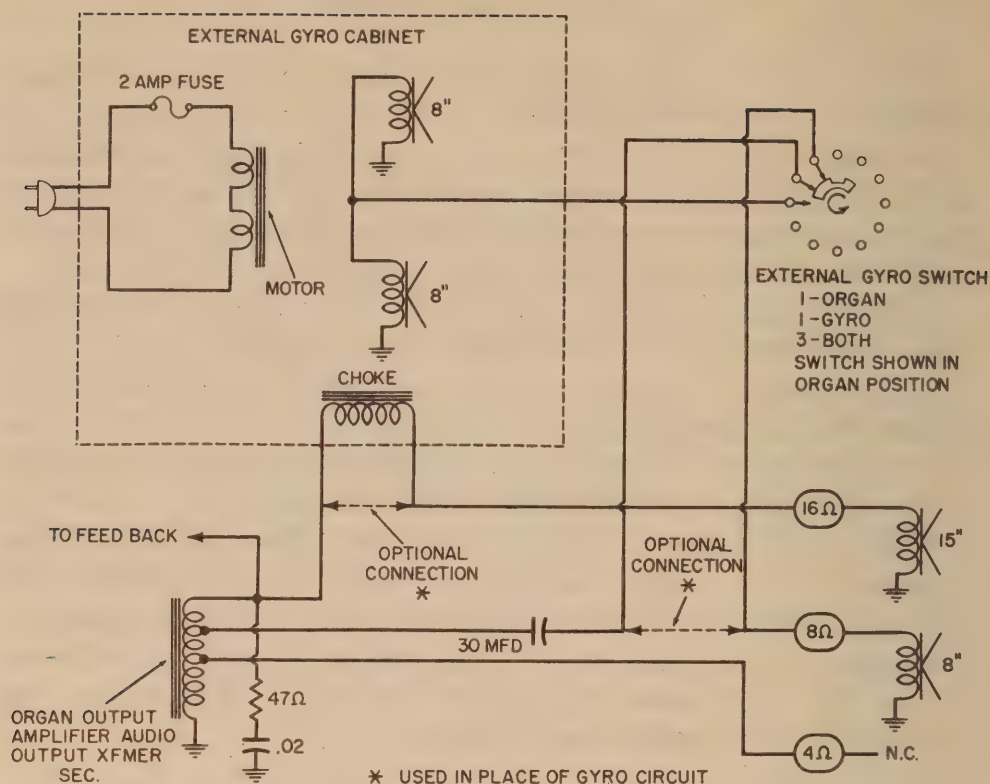 EXTERNAL GYRO CABINET
2 AMP FUSE
8"
MOTOR
8"
CHOKE
EXTERNAL GYRO SWITCH
1-ORGAN
1-GYRO
3-BOTH
SWITCH SHOWN IN
ORGAN POSITION
16Ω
15"
TO FEED BACK
OPTIONAL
CONNECTION
*
OPTIONAL
CONNECTION
*
30 MFD
8Ω
8"
47Ω
.02
ORGAN OUTPUT
AMPLIFIER AUDIO
OUTPUT XFMER
SEC.
4Ω
N.C.
* USED IN PLACE OF GYRO CIRCUIT